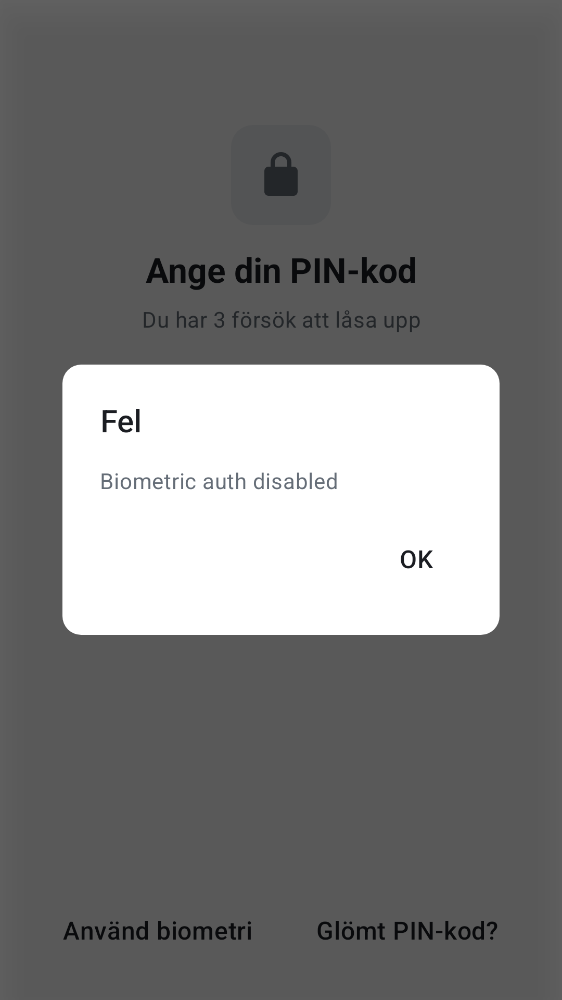 Ange din PIN-kod
Du har 3 försök att låsa upp
Fel
Biometric auth disabled
OK
Använd biometri
Glömt PIN-kod?